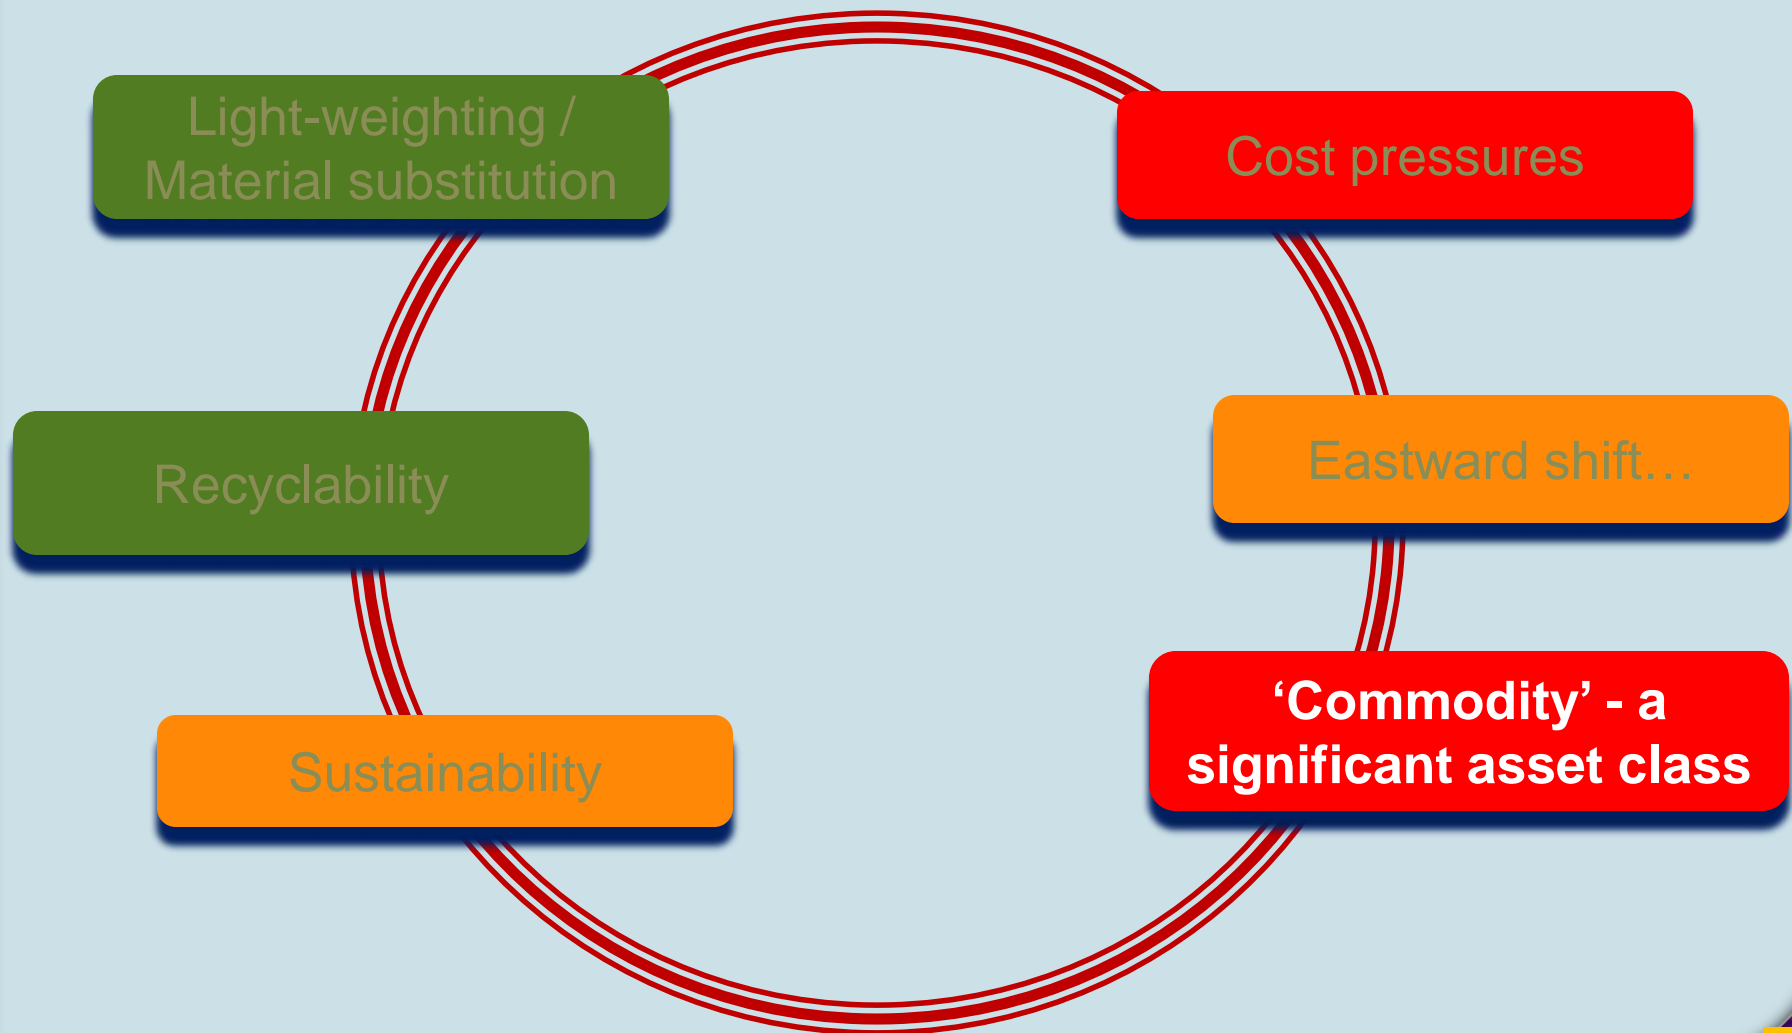 Light-weighting /
Material substitution
Cost pressures
Recyclability
Eastward shift…
Sustainability
‘Commodity’ - a
significant asset class